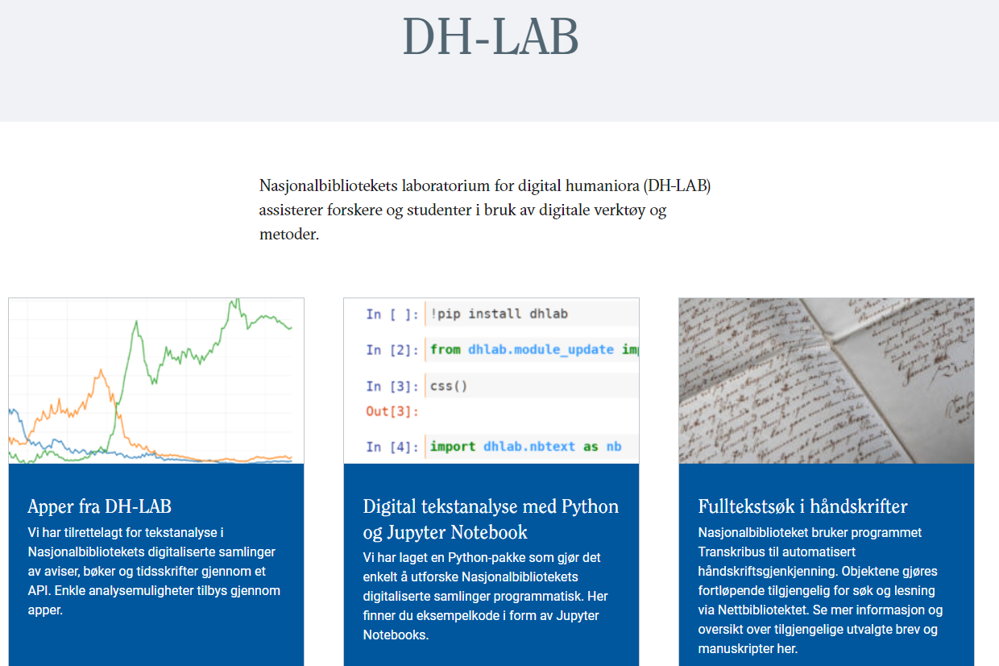 DH-LAB
Nasjonalbibliotekets laboratorium for digital humaniora (DH-LAB)
assisterer forskere og studenter i bruk av digitale verktøy og
metoder.
In [ ]: !pip install dhlab
In [2]: from dhlab.module_update imp
In [3]: css()
Out[3]:
In [4]: import dhlab.nbtext as nb
Apper fra DH-LAB
Vi har tilrettelagt for tekstanalyse i
Nasjonalbibliotekets digitaliserte samlinger
av aviser, bøker og tidsskrifter gjennom et
API. Enkle analysemuligheter tilbys gjennom
apper.
Digital tekstanalyse med Python
og Jupyter Notebook
Vi har laget en Python-pakke som gjør det
enkelt å utforske Nasjonalbibliotekets
digitaliserte samlinger programmatisk. Her
finner du eksempelkode i form av Jupyter
Notebooks.
Fulltekstsøk i håndskrifter
Nasjonalbiblioteket bruker programmet
Transkribus til automatisert
håndskriftsgjenkjenning. Objektene gjøres
fortløpende tilgjengelig for søk og lesning
via Nettbibliotektet. Se mer informasjon og
oversikt over tilgjengelige utvalgte brev og
manuskripter her.